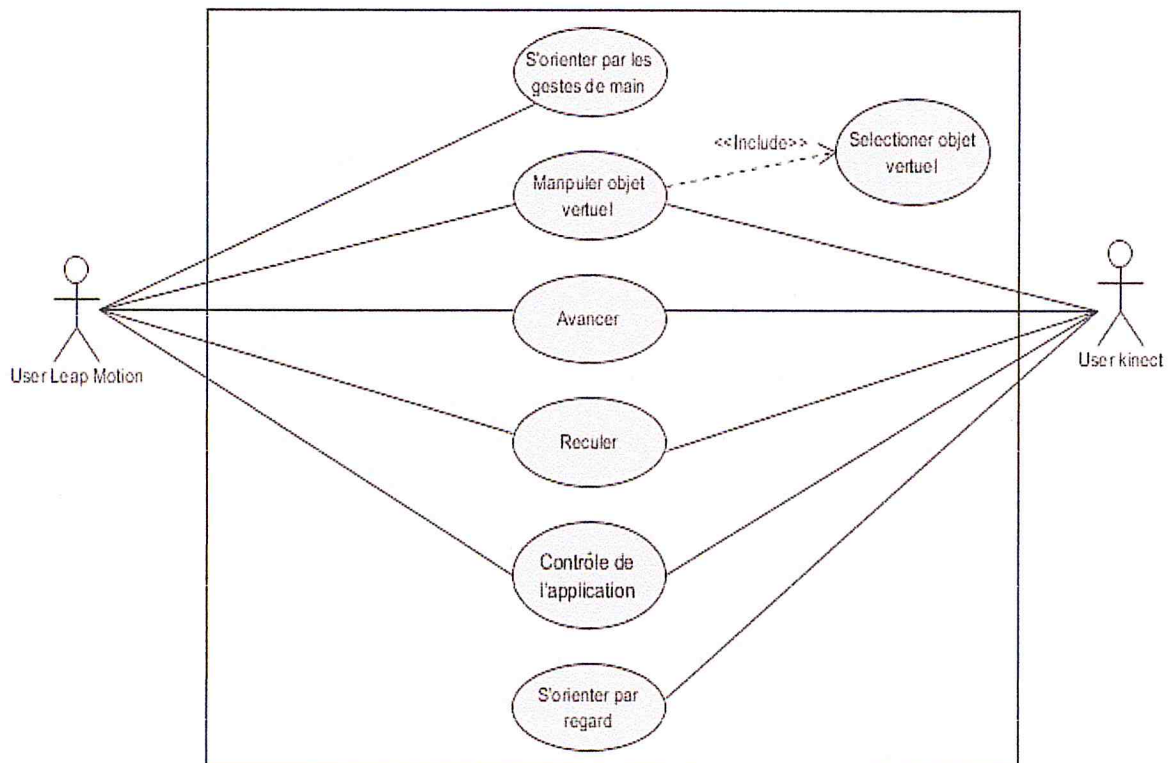 S'orienter par les
gestes de main
<<Include>>
Selectioner objet
vertuel
Manpuler objet
vertuel
Avancer
User Leap Motion
User kinect
Reculer
Contrôle de
l'application
S'orienter par
regard